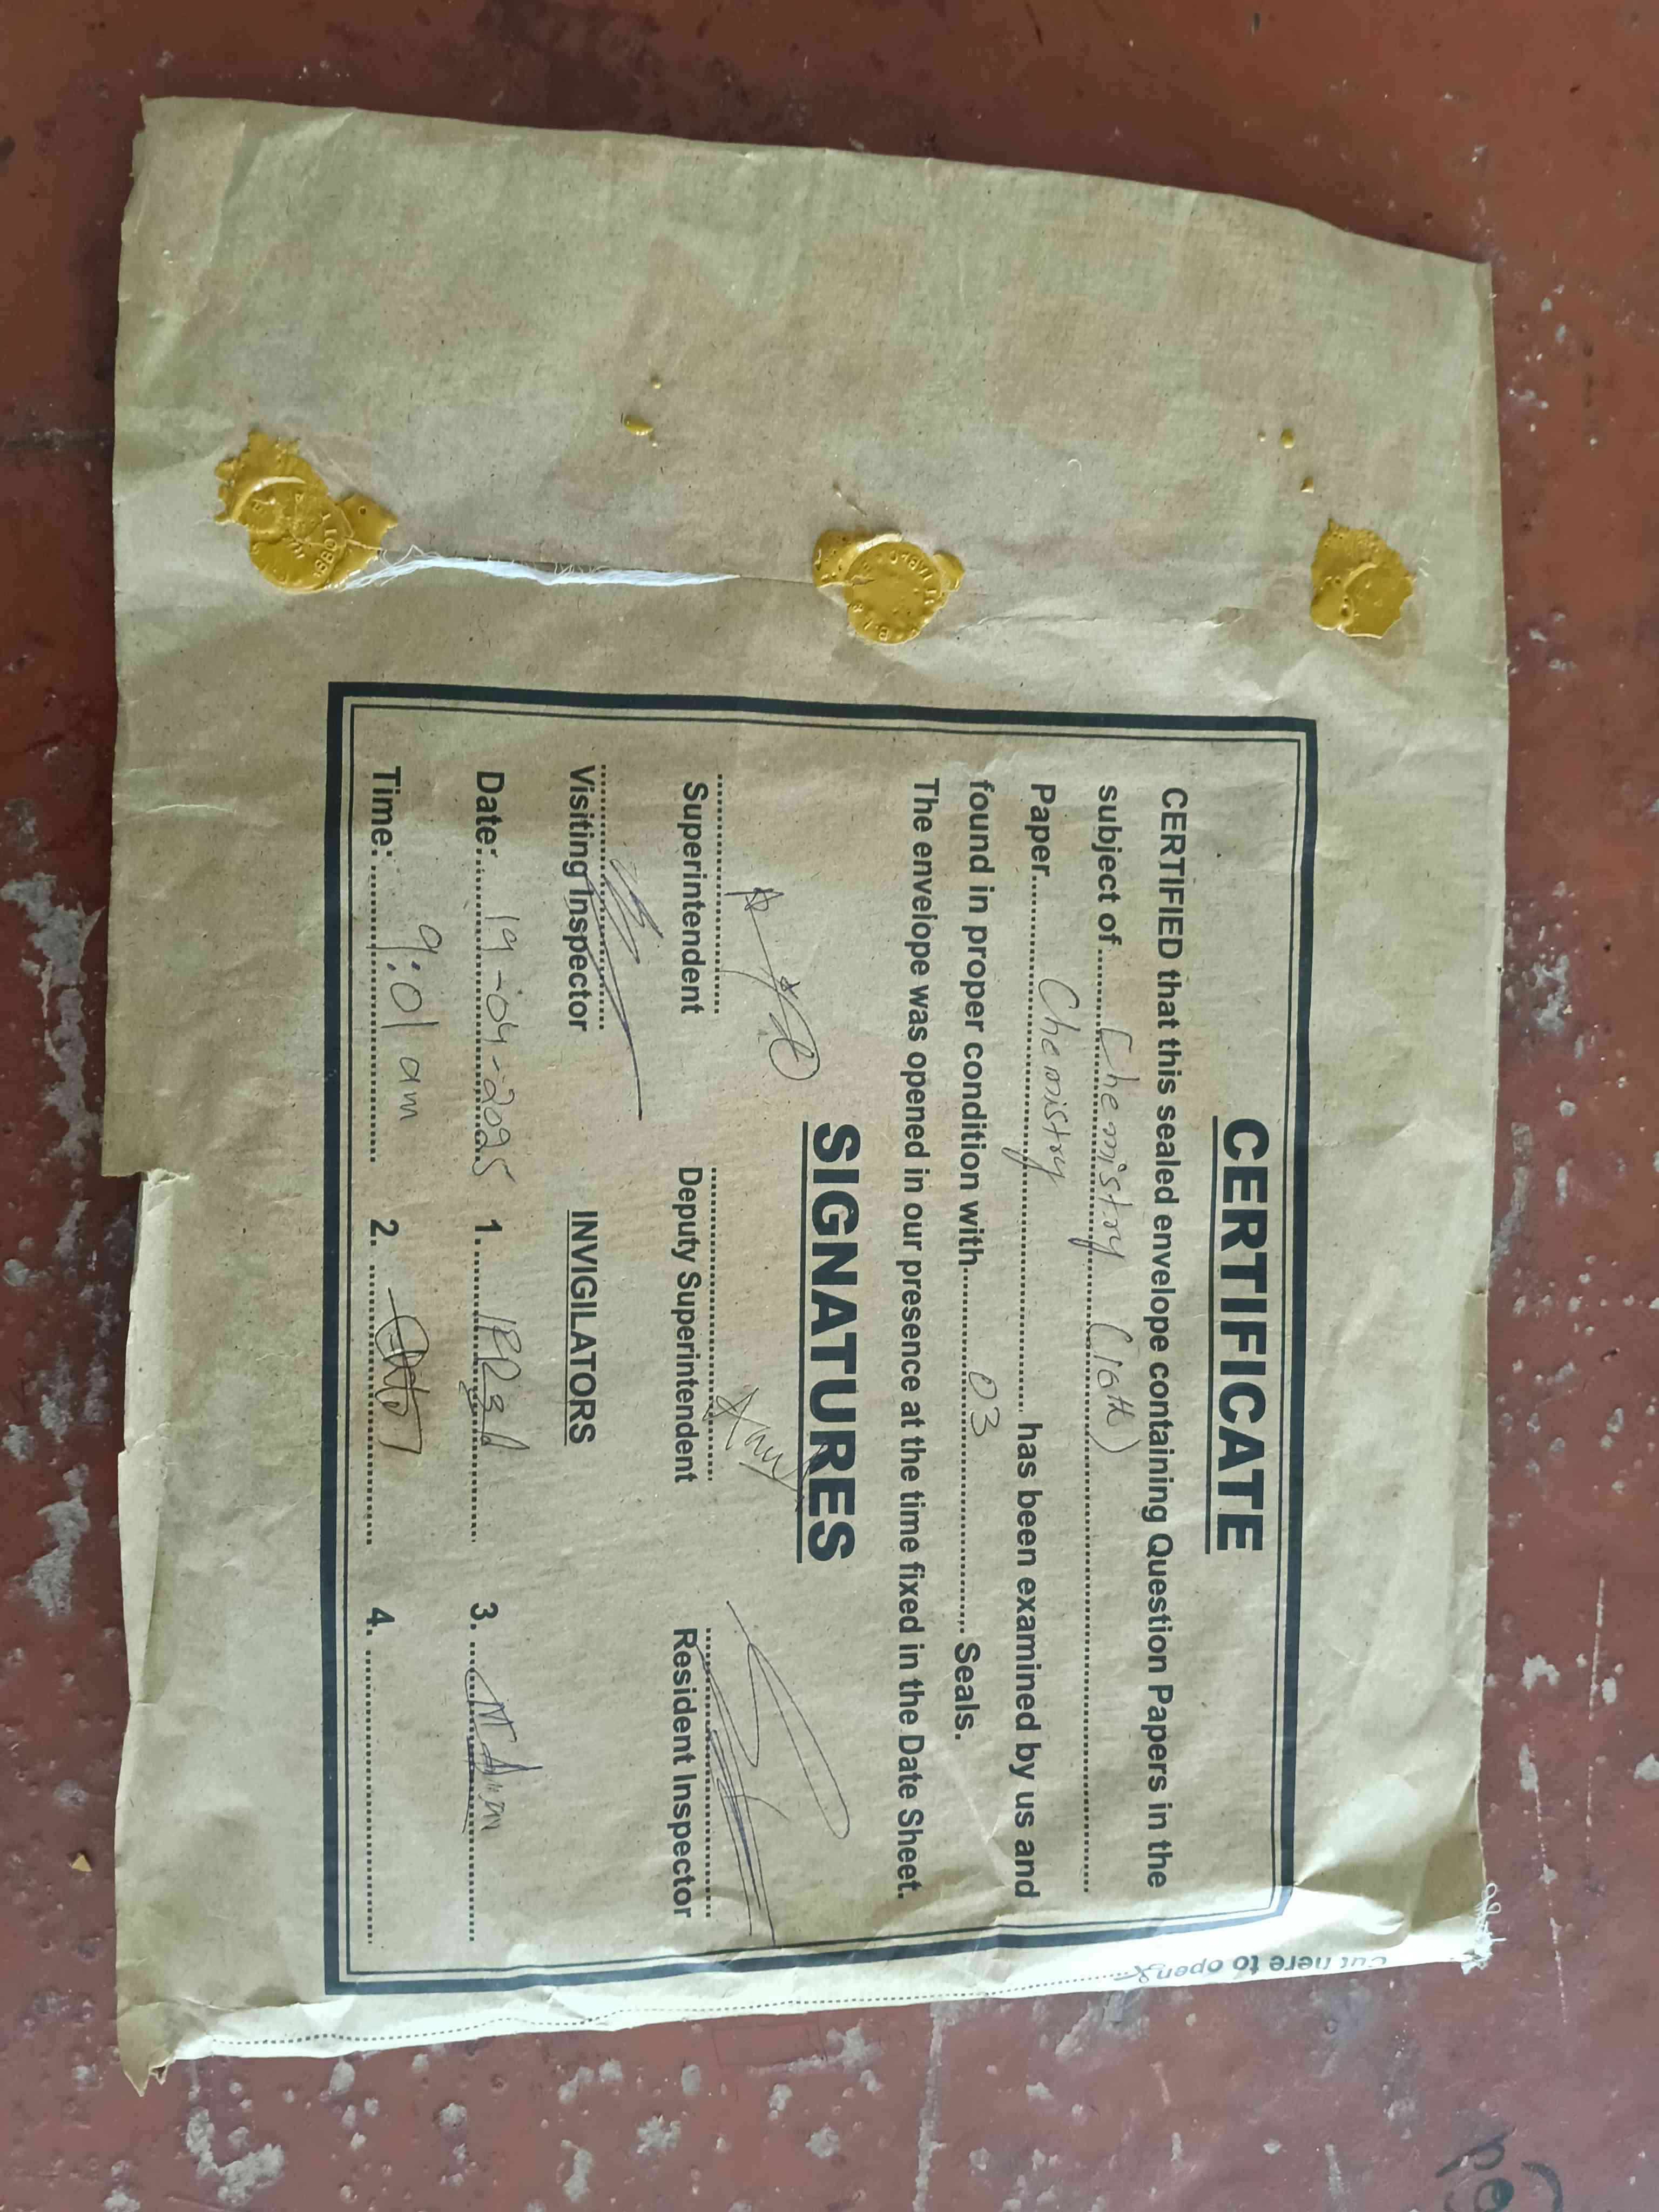 CERTIFICATE
CERTIFIED that this sealed envelope containing Question Papers in the
subject of Chemistry (10th)
Paper Chemistry has been examined by us and
found in proper condition with 03 Seals.
The envelope was opened in our presence at the time fixed in the Date Sheet.
SIGNATURES
Superintendent Deputy Superintendent Resident Inspector
Visiting Inspector INVIGILATORS
Date: 19-04-2025 1. 3.
Time: 9:01 am 2. 4.
Cut here to open